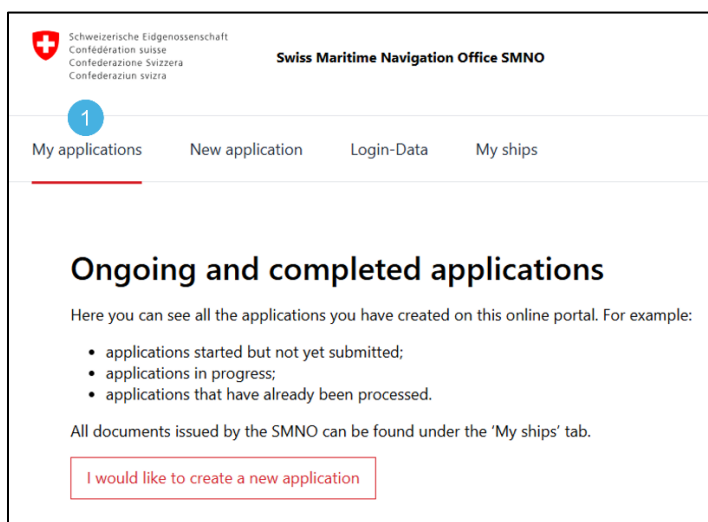 Schweizerische Eidgenossenschaft
Confédération suisse
Confederazione Svizzera
Confederaziun svizra
Swiss Maritime Navigation Office SMNO
1
My applications New application Login-Data My ships
Ongoing and completed applications
Here you can see all the applications you have created on this online portal. For example:
• applications started but not yet submitted;
• applications in progress;
• applications that have already been processed.
All documents issued by the SMNO can be found under the ‘My ships’ tab.
I would like to create a new application